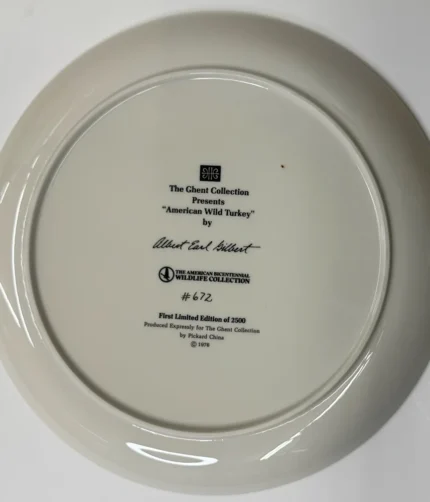 The Ghent Collection
Presents
"American Wild Turkey"
by
Albert Earl Gilbert
THE AMERICAN BICENTENNIAL
WILDLIFE COLLECTION
#672
First Limited Edition of 2500
Produced Expressly for The Ghent Collection
by Pickard China
© 1978